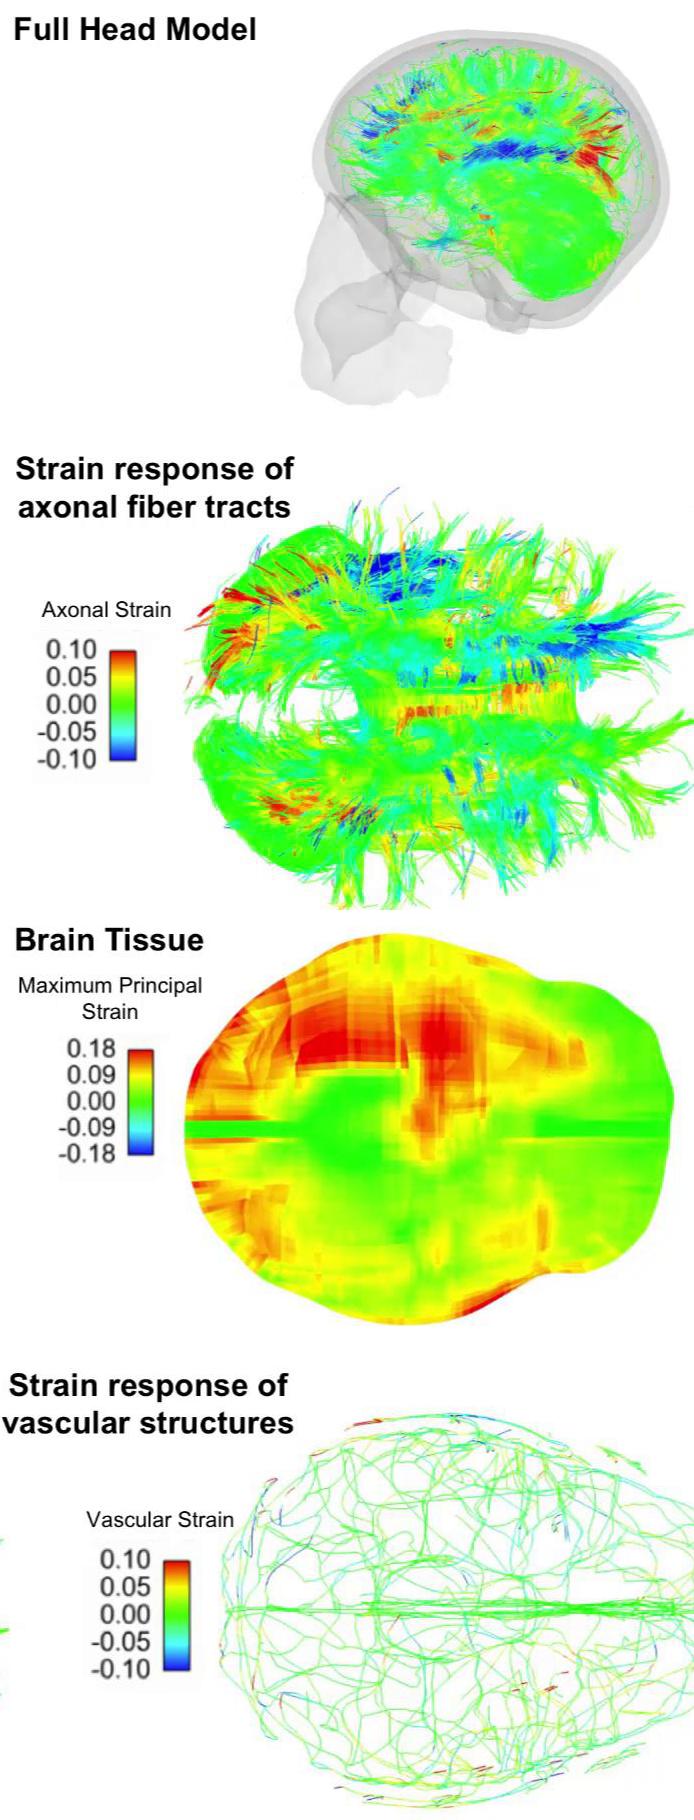 Full Head Model
Strain response of
axonal fiber tracts
Axonal Strain
0.10
0.05
0.00
-0.05
-0.10
Brain Tissue
Maximum Principal
Strain
0.18
0.09
0.00
-0.09
-0.18
Strain response of
vascular structures
Vascular Strain
0.10
0.05
0.00
-0.05
-0.10